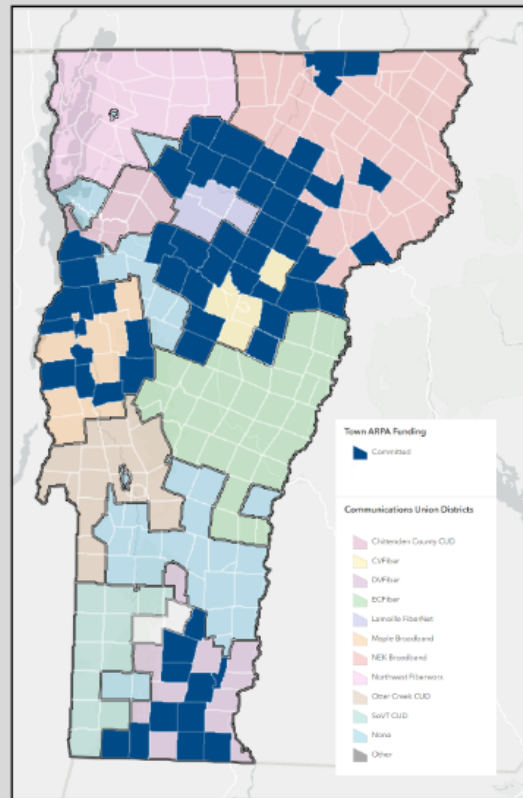 Town ARPA Funding
Committed
Communications Union Districts
Chittenden County CUD
CVFiber
DVFiber
ECFiber
Lamoille FiberNet
Maple Broadband
NEK Broadband
Northwest Fiberworx
Otter Creek CUD
SoVT CUD
None
Other